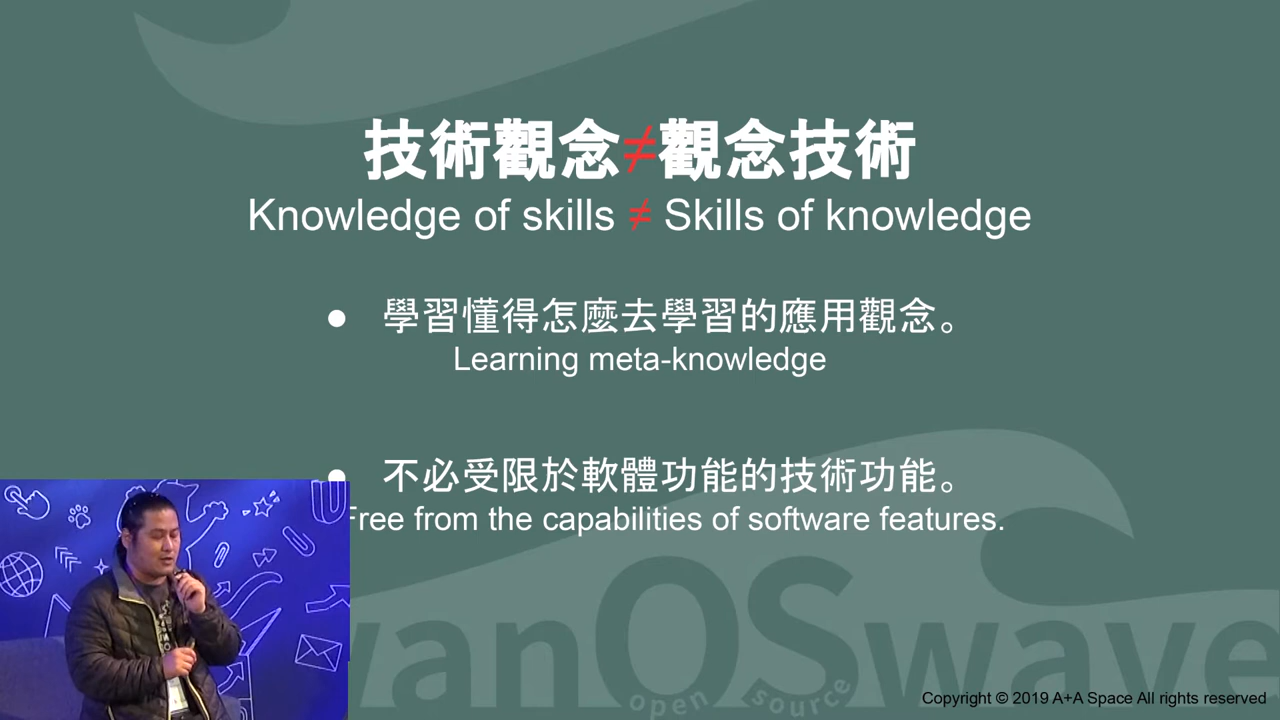 技術觀念≠觀念技術
Knowledge of skills ≠ Skills of knowledge
● 學習懂得怎麼去學習的應用觀念。
Learning meta-knowledge
● 不必受限於軟體功能的技術功能。
Free from the capabilities of software features.
wanOSwave
open source
Copyright © 2019 A+A Space All rights reserved